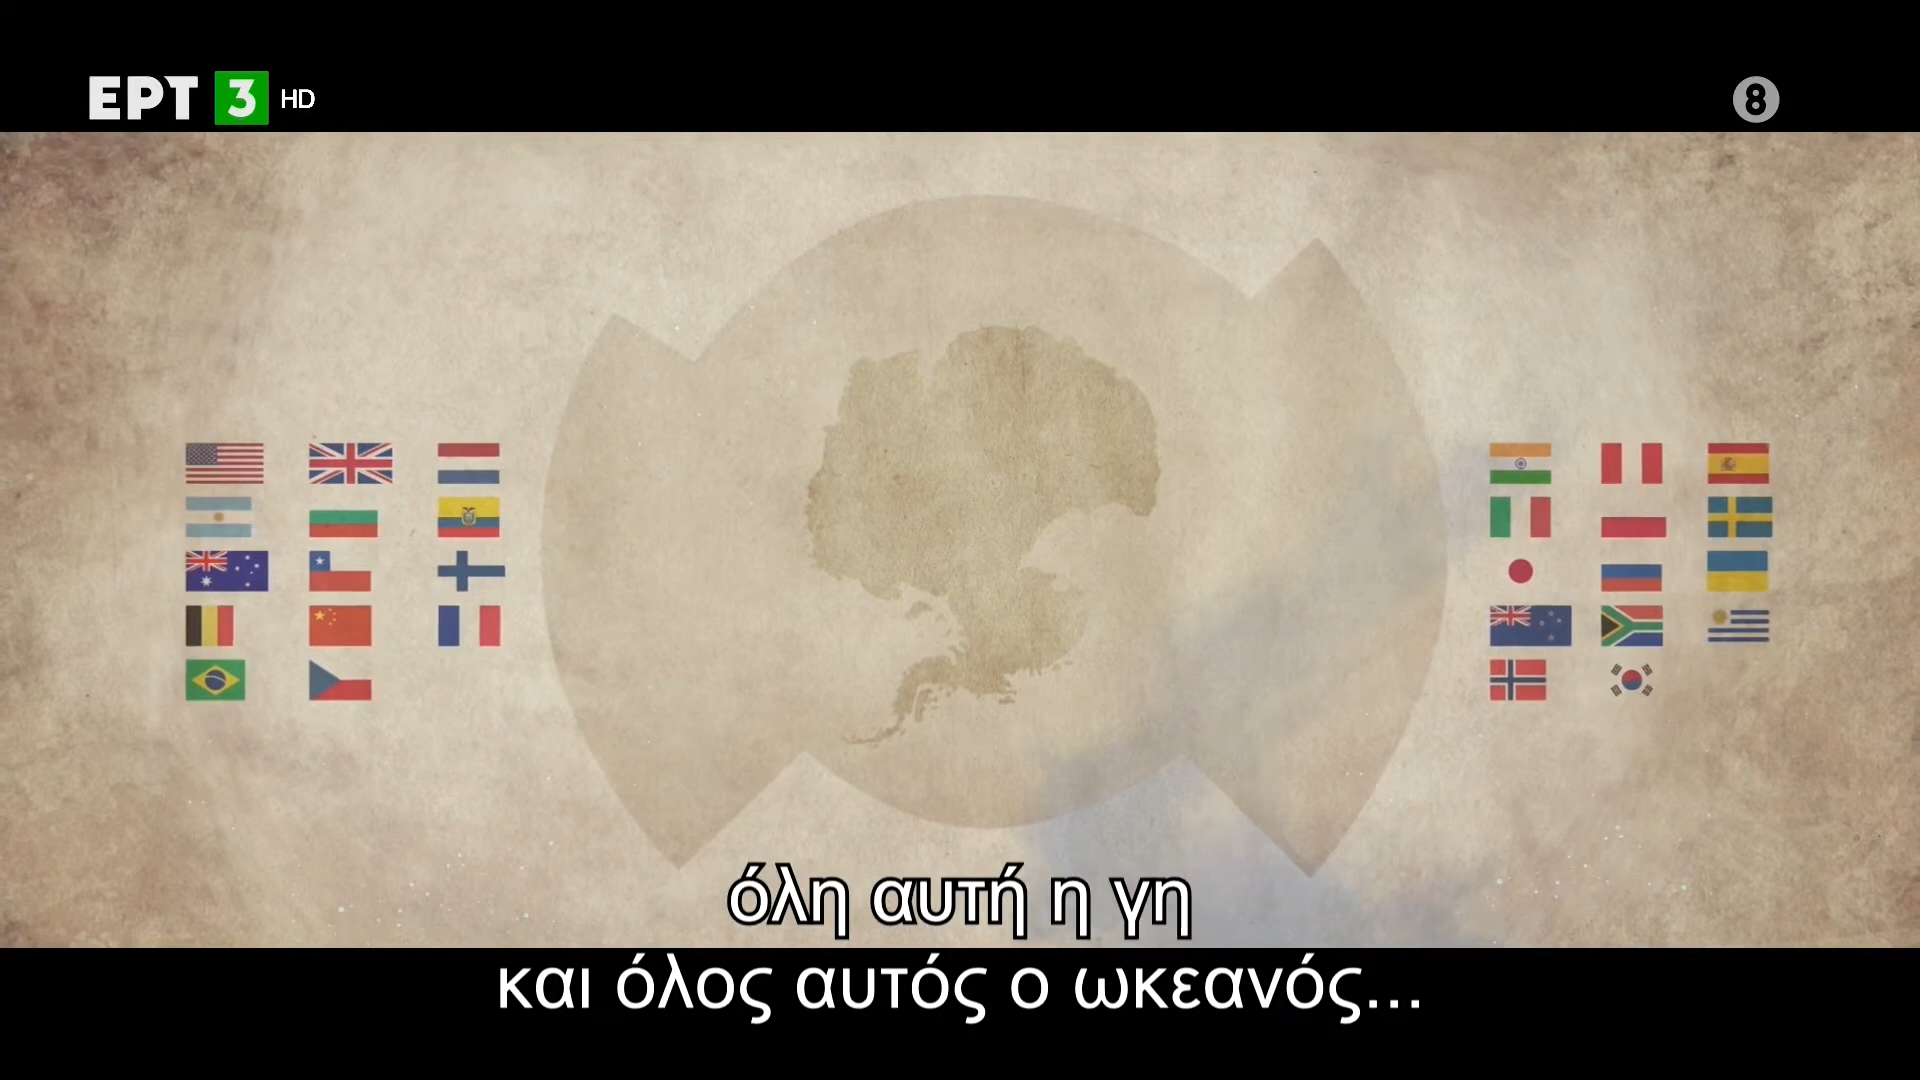 ΕΡΤ 3 HD
8
όλη αυτή η γη
και όλος αυτός ο ωκεανός...